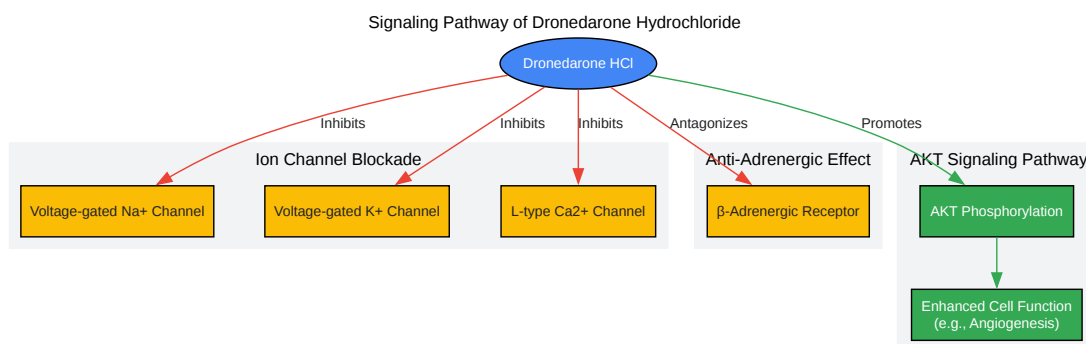 Signaling Pathway of Dronedarone Hydrochloride
Dronedarone HCl
Inhibits
Inhibits
Inhibits
Antagonizes
Promotes
Ion Channel Blockade
Anti-Adrenergic Effect
AKT Signaling Pathway
Voltage-gated Na+ Channel
Voltage-gated K+ Channel
L-type Ca2+ Channel
β-Adrenergic Receptor
AKT Phosphorylation
Enhanced Cell Function
(e.g., Angiogenesis)